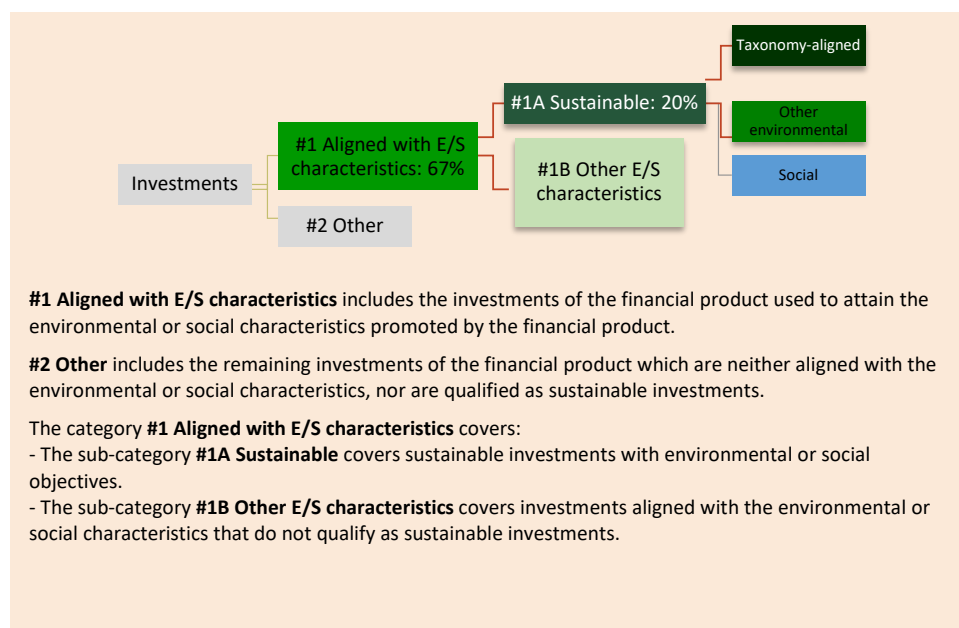 Taxonomy-aligned
#1A Sustainable: 20%
Other
environmental
#1 Aligned with E/S
characteristics: 67%
#1B Other E/S
characteristics
Social
Investments
#2 Other
#1 Aligned with E/S characteristics includes the investments of the financial product used to attain the
environmental or social characteristics promoted by the financial product.
#2 Other includes the remaining investments of the financial product which are neither aligned with the
environmental or social characteristics, nor are qualified as sustainable investments.
The category #1 Aligned with E/S characteristics covers:
- The sub-category #1A Sustainable covers sustainable investments with environmental or social
objectives.
- The sub-category #1B Other E/S characteristics covers investments aligned with the environmental or
social characteristics that do not qualify as sustainable investments.